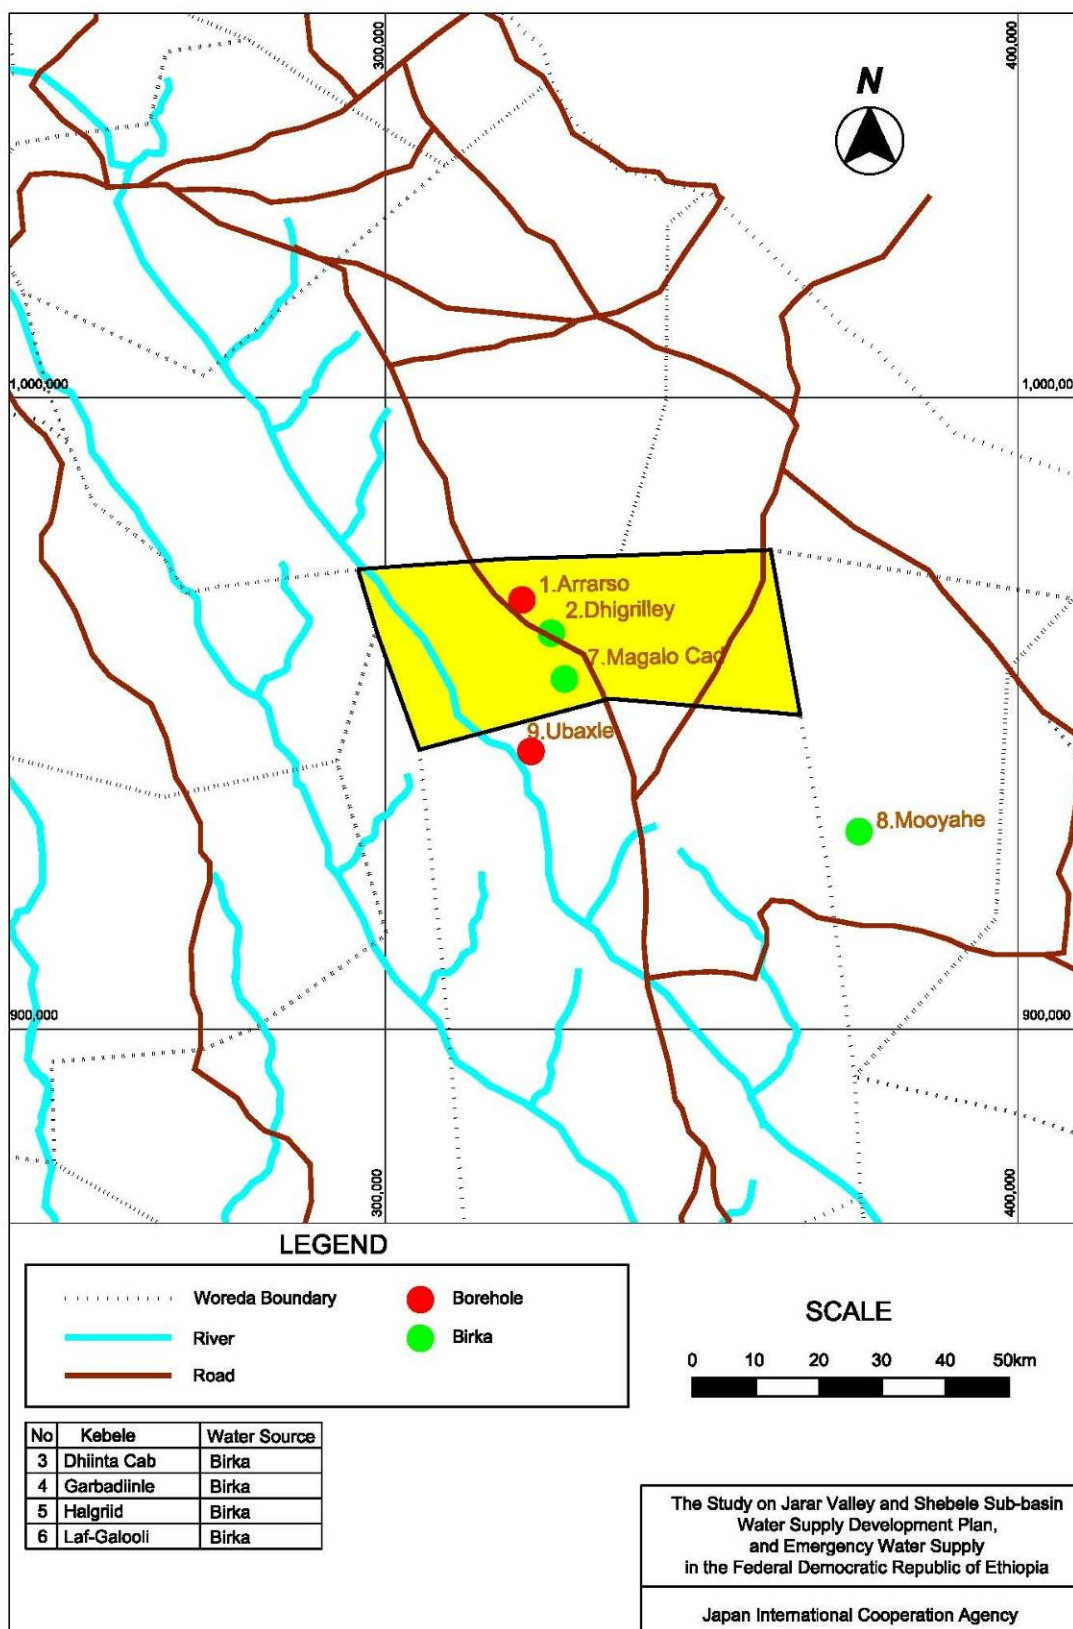 300,000
400,000
N
1,000,000
1,000,00
1.Arrarso
2.Dhigrilley
7.Magalo Cad
9.Ubaxle
8.Mooyahe
900,000
900,000
300,000
400,000
LEGEND
Woreda Boundary
River
Road
Borehole
Birka
SCALE
0 10 20 30 40 50km
No Kebele Water Source
3 Dhiinta Cab Birka
4 Garbadiinle Birka
5 Halgriid Birka
6 Laf-Galooli Birka
The Study on Jarar Valley and Shebele Sub-basin
Water Supply Development Plan,
and Emergency Water Supply
in the Federal Democratic Republic of Ethiopia
Japan International Cooperation Agency